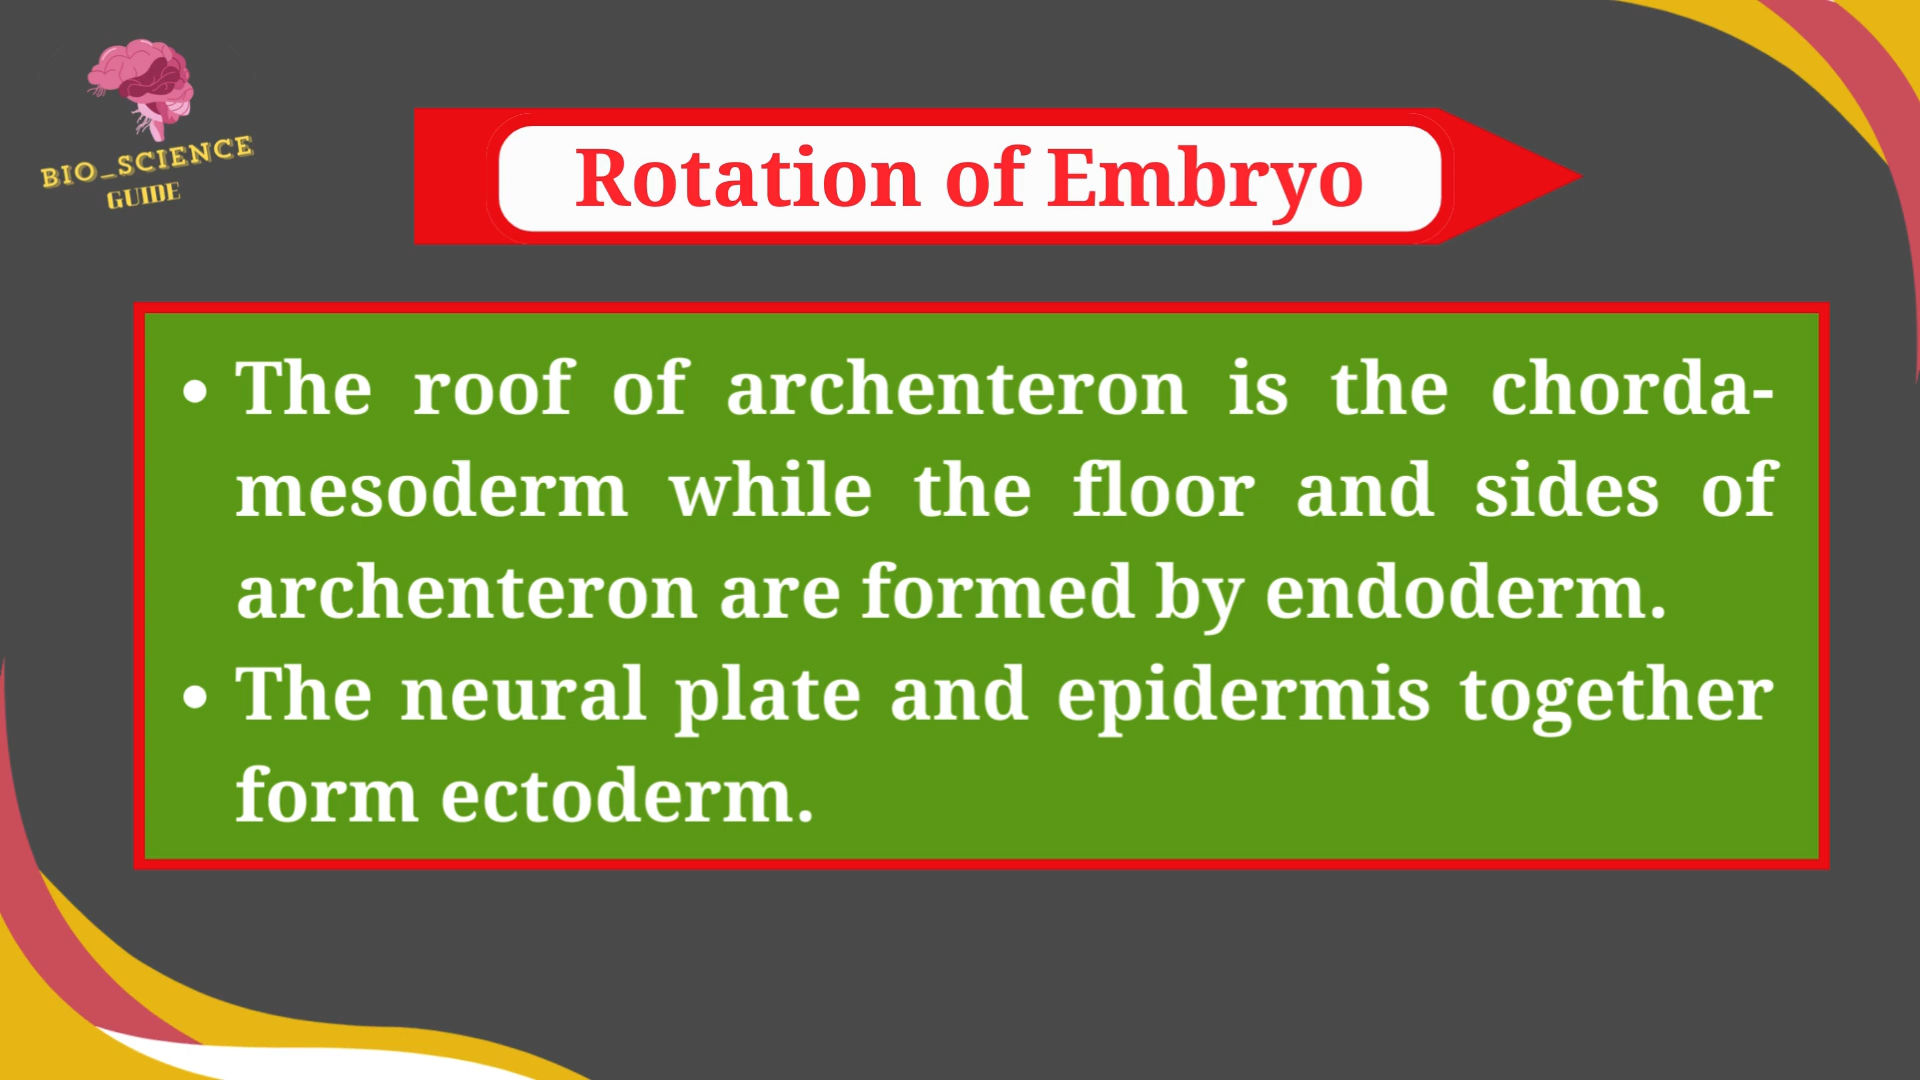 BIO_SCIENCE
GUIDE
Rotation of Embryo
• The roof of archenteron is the chorda-
mesoderm while the floor and sides of
archenteron are formed by endoderm.
• The neural plate and epidermis together
form ectoderm.